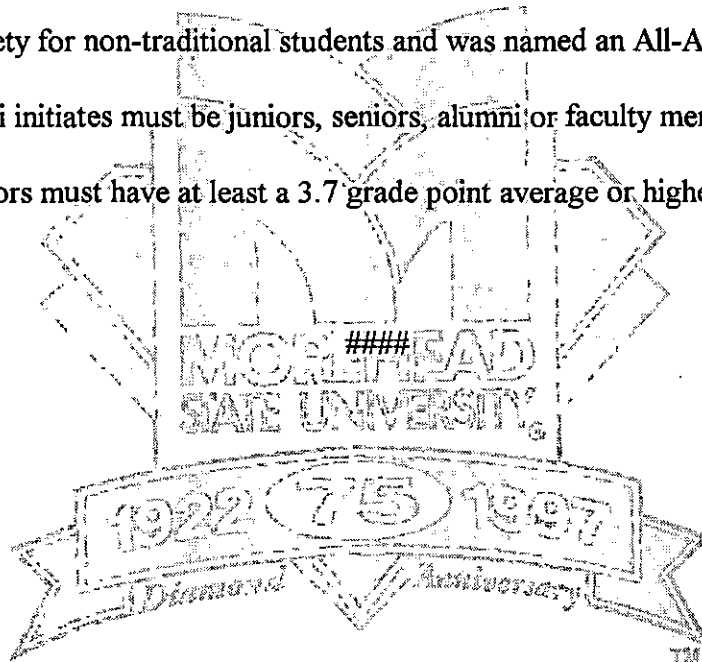 ety for non-traditional students and was named an All-A
i initiates must be juniors, seniors, alumni or faculty mer
ors must have at least a 3.7 grade point average or highe
####
MOREHEAD
STATE UNIVERSITY®
1922 75 1997
Diamond Anniversary
TM